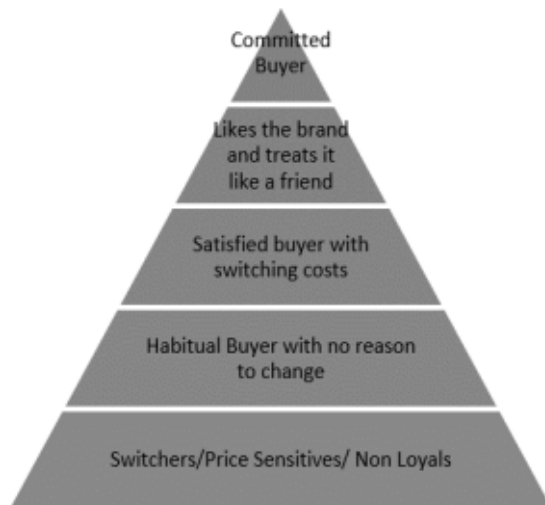 Committed
Buyer
Likes the brand
and treats it
like a friend
Satisfied buyer with
switching costs
Habitual Buyer with no reason
to change
Switchers/Price Sensitives/ Non Loyals